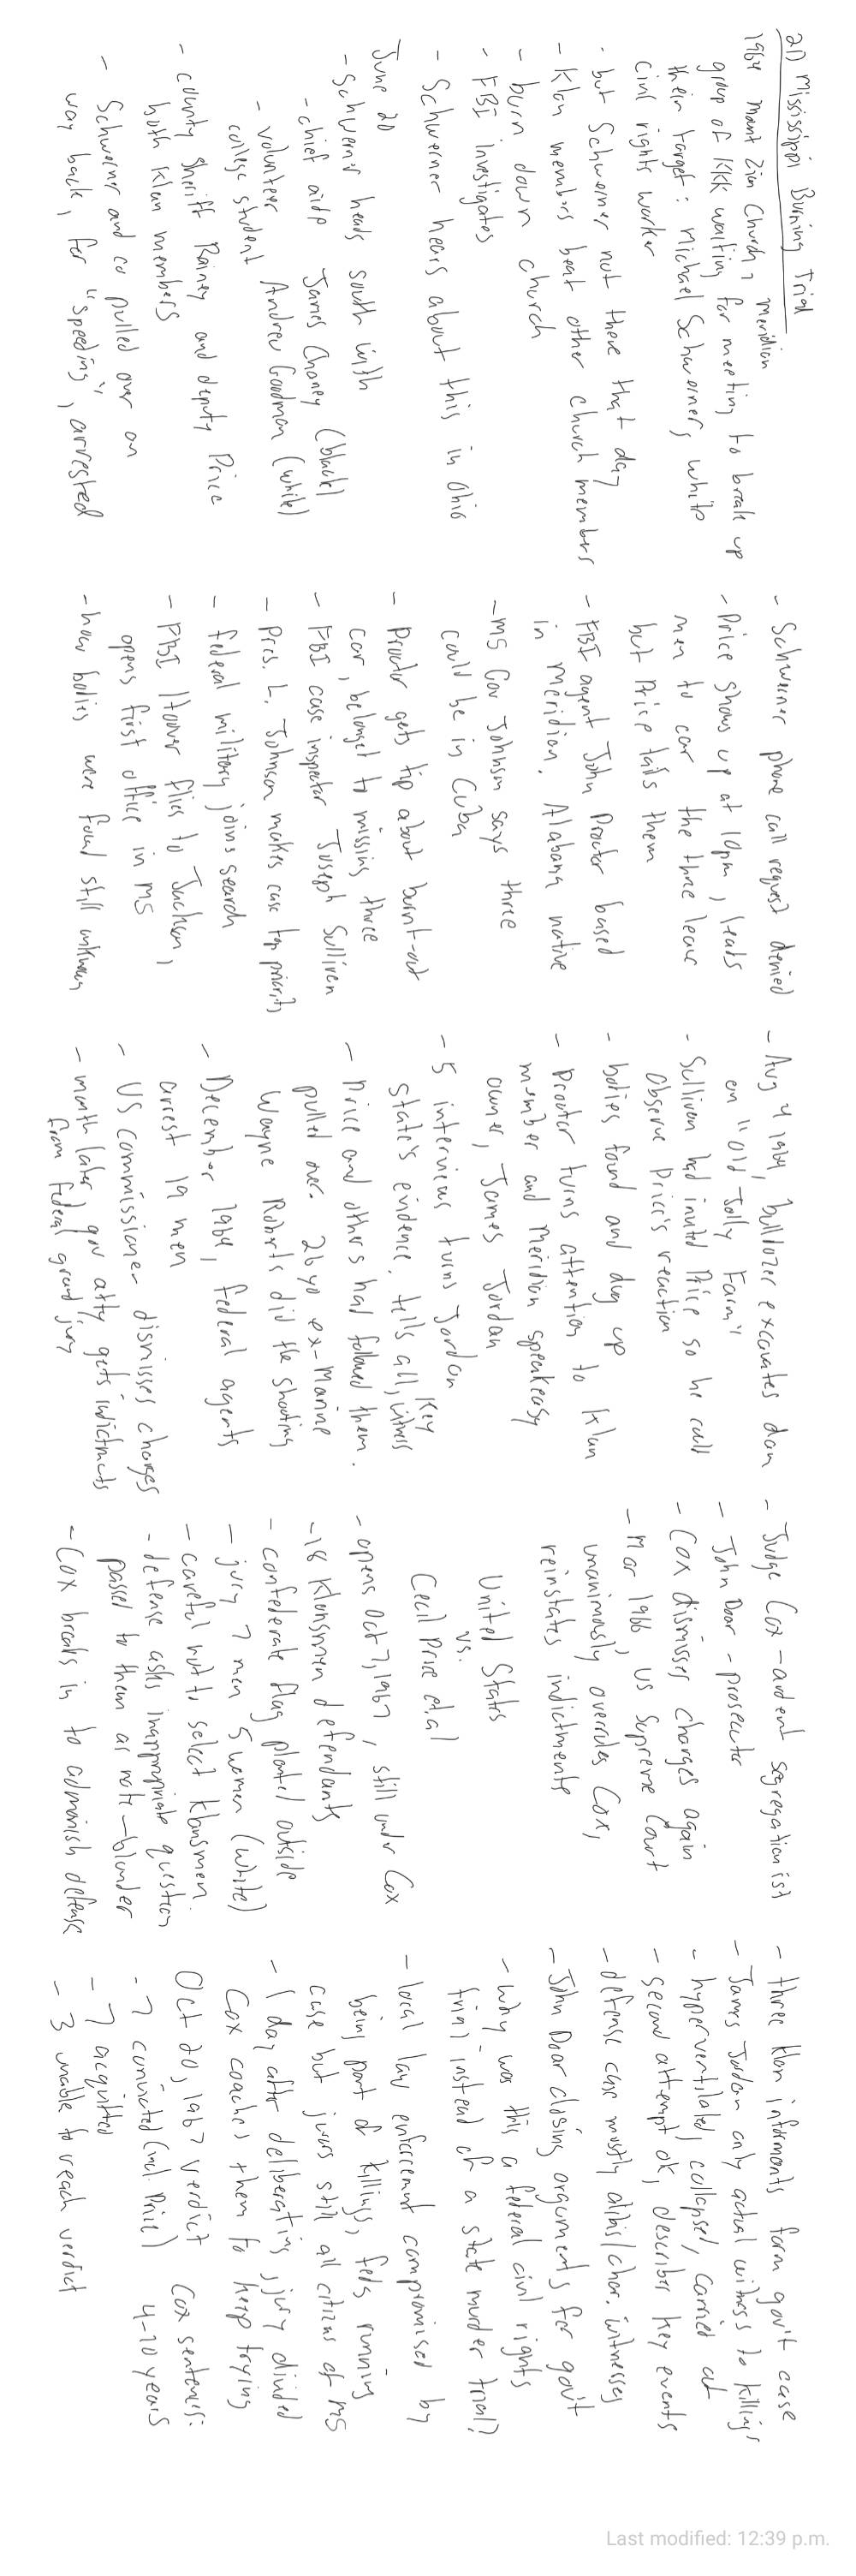 21) Mississippi Burning Trial
1964 Mount Zion Church, Meridian
group of KKK waiting for meeting to break up
their target: Michael Schwerner, white
civil rights worker
- but Schwerner not there that day
- Klan members beat other church members
- burn down church
- FBI investigates
- Schwerner hears about this in Ohio
June 20
- Schwerner heads south with
- chief aide James Chaney (black)
- volunteer Andrew Goodman (white)
college student
- county Sheriff Rainey and deputy Price
both Klan members
- Schwerner and co pulled over on
way back, for "speeding", arrested
- Schwerner phone call request denied
- Price shows up at 10pm, leads
men to car the three leave
but Price tails them
- FBI agent John Proctor based
in Meridian. Alabama native
- MS Gov Johnson says three
could be in Cuba
- Proctor gets tip about burnt-out
car, belonged to missing three
- FBI case inspector Joseph Sullivan
- Pres. L. Johnson makes case top priority
- federal military joins search
- FBI Hoover flies to Jackson,
opens first office in MS
- how bodies were found still unknown
- Aug 4 1964, bulldozer excavates dam
on "Old Jolly Farm"
- Sullivan had invited Price so he could
observe Price's reaction
- bodies found and dug up
- Proctor turns attention to Klan
member and Meridian speakeasy
owner, James Jordan
- 5 interviews turns Jordan
state's evidence. tells all, Key witness
- Price and others had followed them.
pulled over. 26 yo ex-Marine
Wayne Roberts did the shooting
- December 1964, federal agents
arrest 19 men
- US Commissioner dismisses charges
- month later, gov atty gets indictments
from federal grand jury
- Judge Cox - ardent segregationist
- John Doar - prosecutor
- Cox dismisses charges again
- Mar 1966, US Supreme Court
unanimously overrules Cox,
reinstates indictments
United States
vs.
Cecil Price et.al
- opens Oct 7, 1967, still under Cox
- 18 Klansmen defendants
- confederate flag planted outside
- jury 7 men 5 women (white)
- careful not to select Klansmen.
- defense asks inappropriate question
passed to them as note - blunder
- Cox breaks in to admonish defense
- three Klan informants form gov't case
- James Jordan only actual witness to killings
- hyperventilated, collapsed, carried out
- second attempt ok, describes key events
- defense case mostly alibis/char. witnesses
- John Doar closing arguments for gov't
- why was this a federal civil rights
trial instead of a state murder trial?
- local law enforcement compromised by
being part of killings, feds running
case but jurors still all citizens of MS
- 1 day after deliberating, jury divided
Cox coaches them to keep trying
Oct 20, 1967 verdict
- 7 convicted (incl. Price)
- 7 acquitted
- 3 unable to reach verdict
Cox sentences:
4-10 years
Last modified: 12:39 p.m.